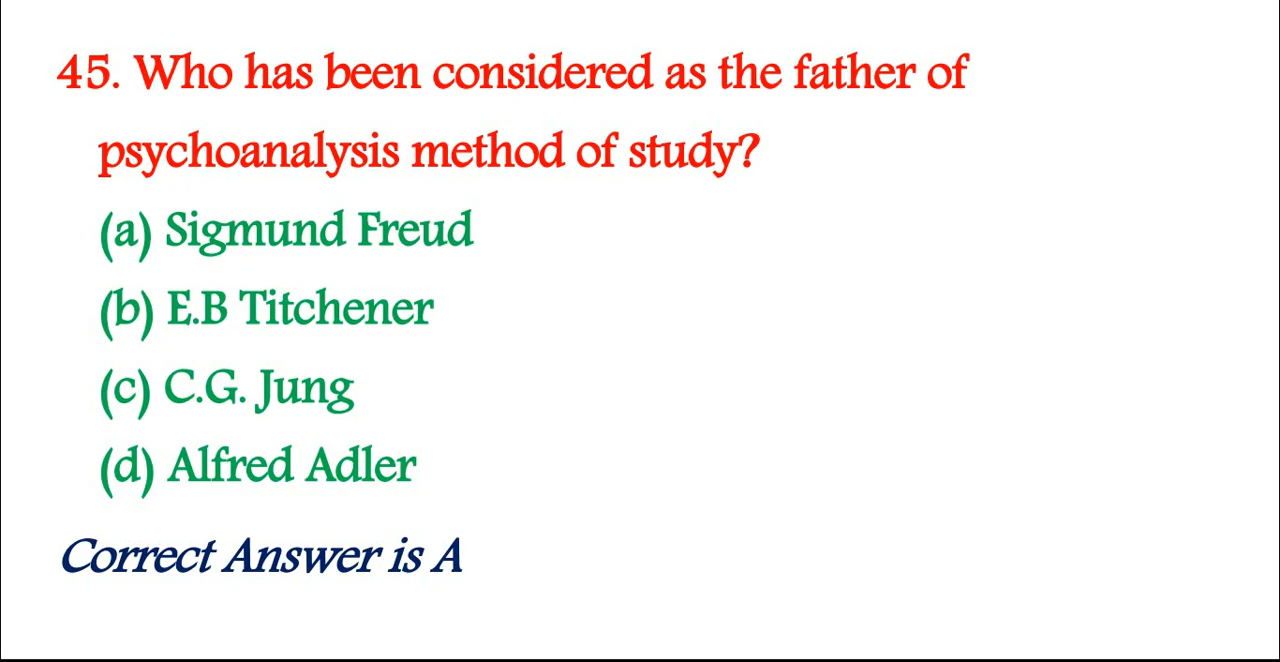 45. Who has been considered as the father of
psychoanalysis method of study?
(a) Sigmund Freud
(b) E.B Titchener
(c) C.G. Jung
(d) Alfred Adler
Correct Answer is A